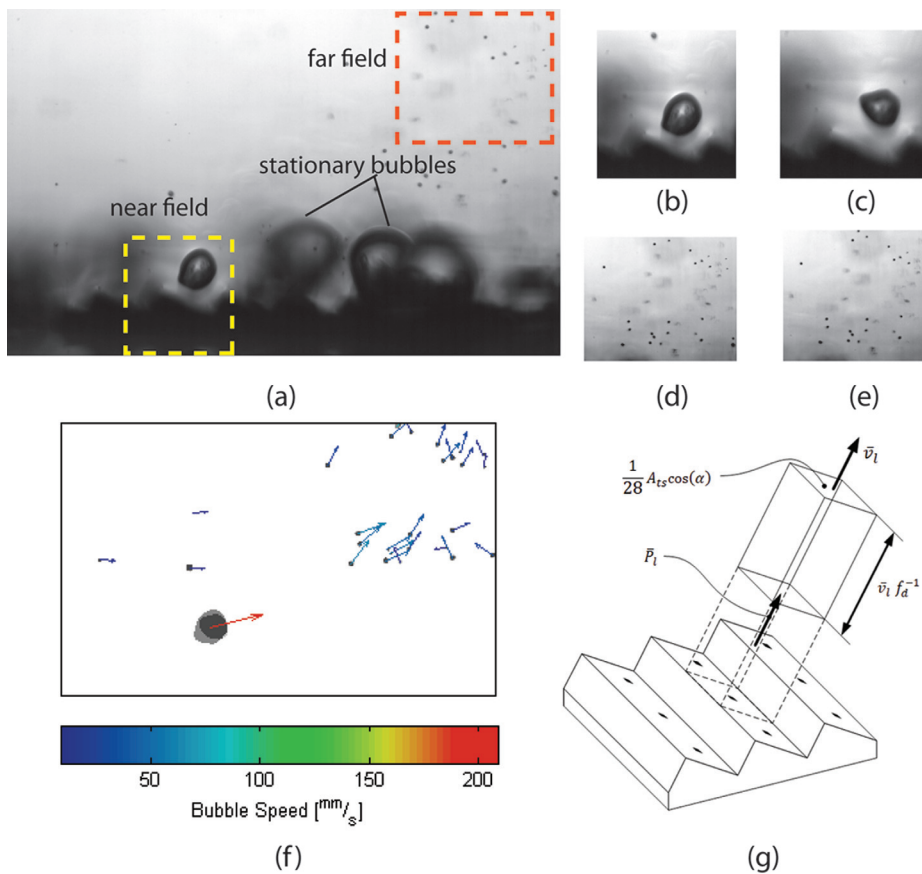 far field
stationary bubbles
near field
(a)
(b)
(c)
(d)
(e)
50
100
150
200
Bubble Speed [mm/s]
(f)
1/28 A_ts cos(α)
v̄_l
P̄_l
v̄_l f_d^-1
(g)